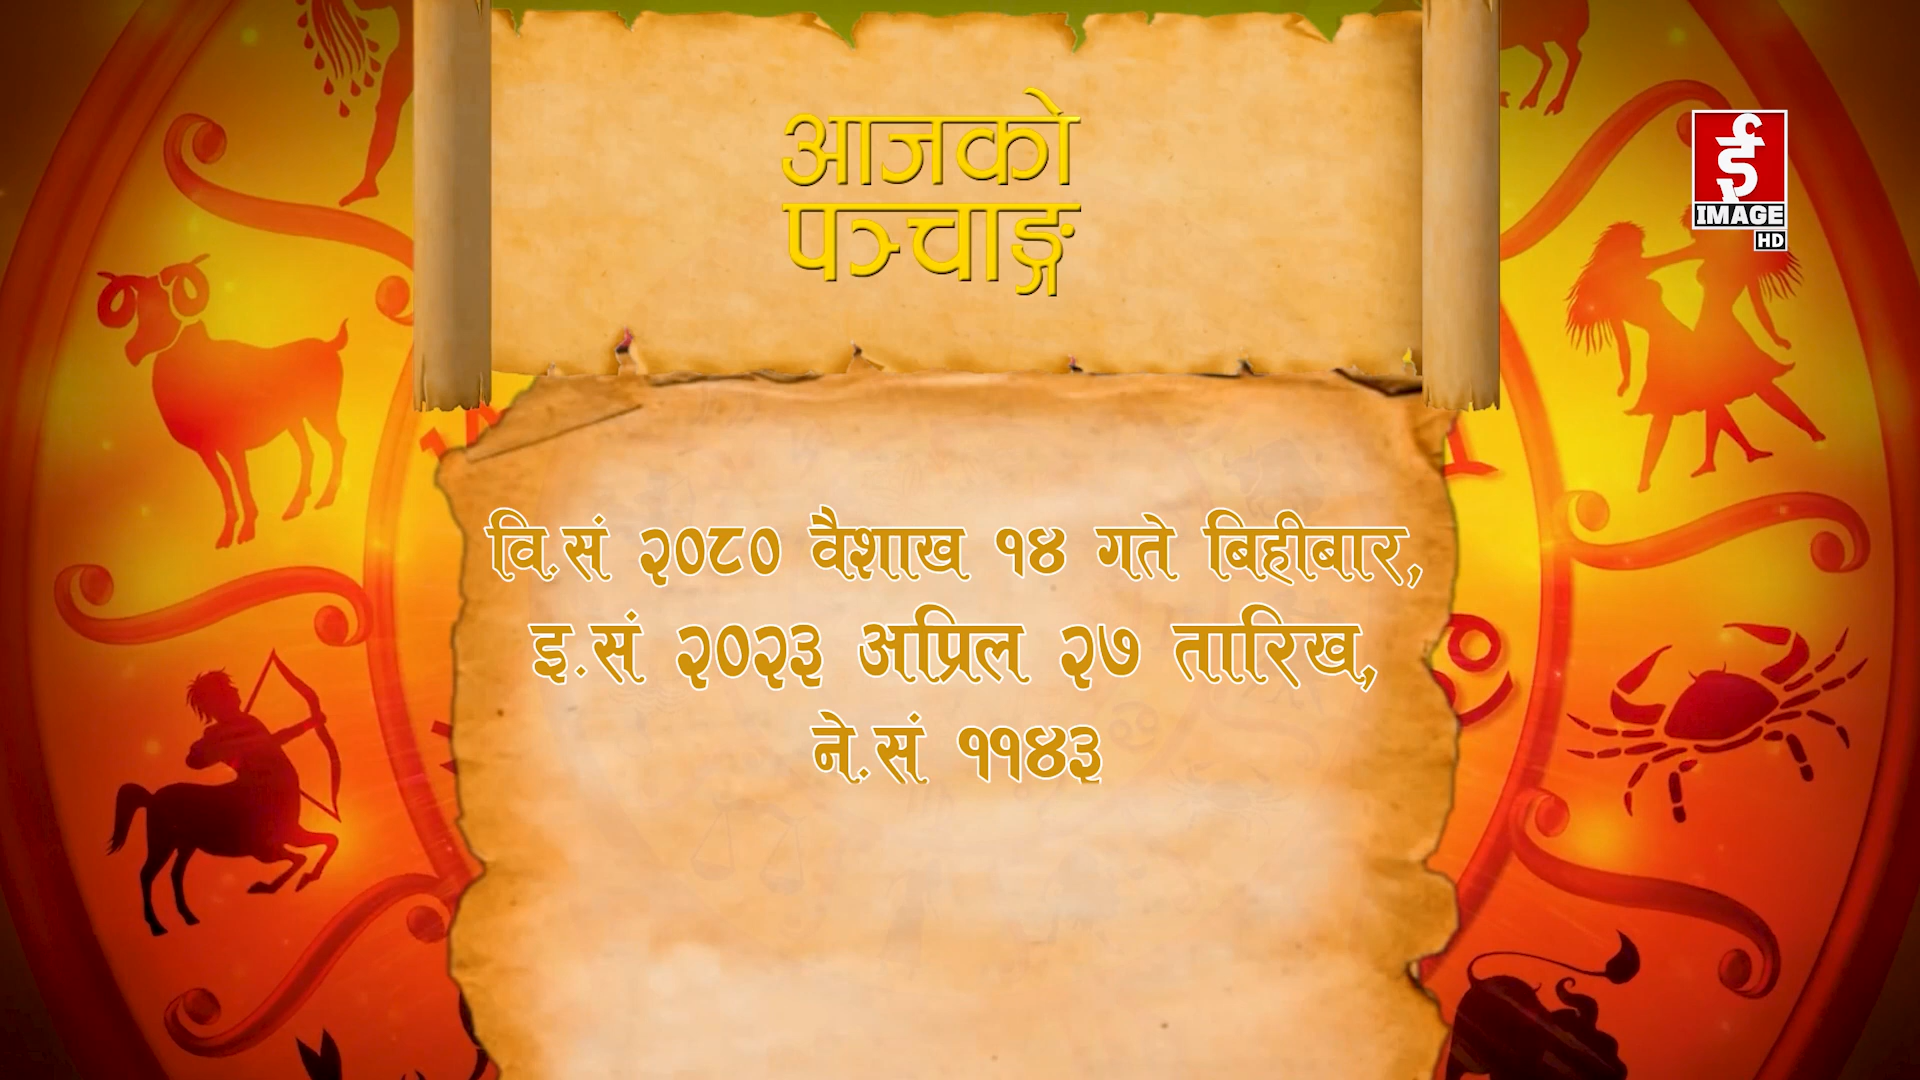 आजको
पञ्चाङ्ग
ई
IMAGE
HD
वि.सं २०८० वैशाख १४ गते बिहीबार,
इ.सं २०२३ अप्रिल २७ तारिख,
ने.सं ११४३